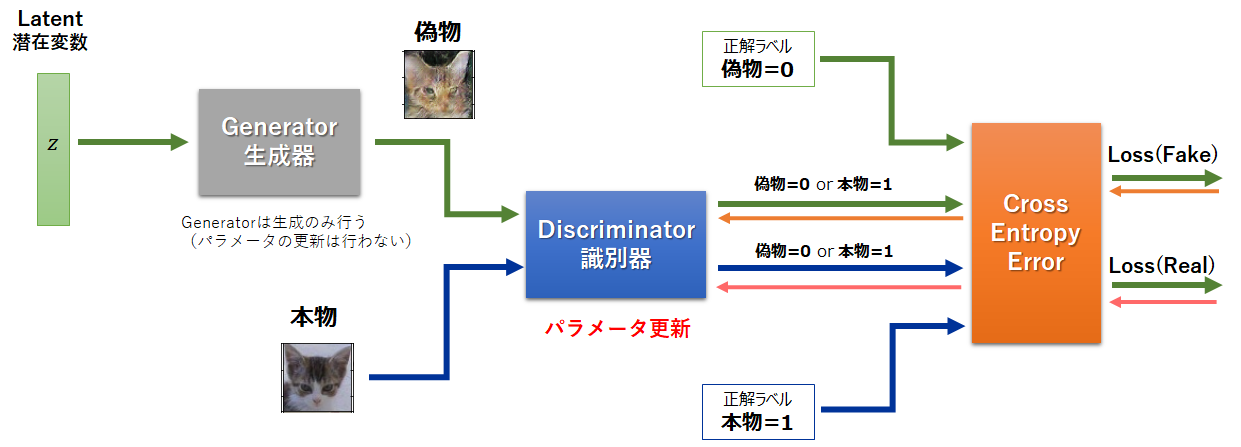 Latent
潜在変数
z
Generator
生成器
Generatorは生成のみ行う
（パラメータの更新は行わない）
偽物
本物
Discriminator
識別器
パラメータ更新
正解ラベル
偽物=0
偽物=0 or 本物=1
偽物=0 or 本物=1
正解ラベル
本物=1
Cross
Entropy
Error
Loss(Fake)
Loss(Real)